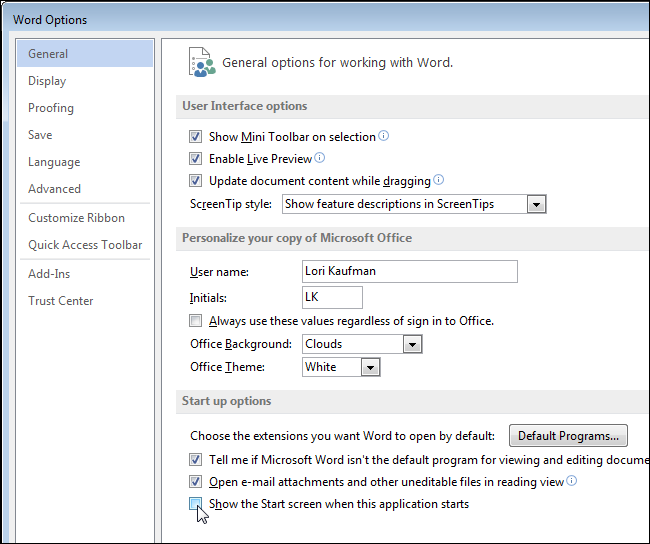 Word Options
General
Display
Proofing
Save
Language
Advanced
Customize Ribbon
Quick Access Toolbar
Add-Ins
Trust Center
General options for working with Word.
User Interface options
Show Mini Toolbar on selection
Enable Live Preview
Update document content while dragging
ScreenTip style: Show feature descriptions in ScreenTips
Personalize your copy of Microsoft Office
User name: Lori Kaufman
Initials: LK
Always use these values regardless of sign in to Office.
Office Background: Clouds
Office Theme: White
Start up options
Choose the extensions you want Word to open by default: Default Programs...
Tell me if Microsoft Word isn't the default program for viewing and editing docume
Open e-mail attachments and other uneditable files in reading view
Show the Start screen when this application starts